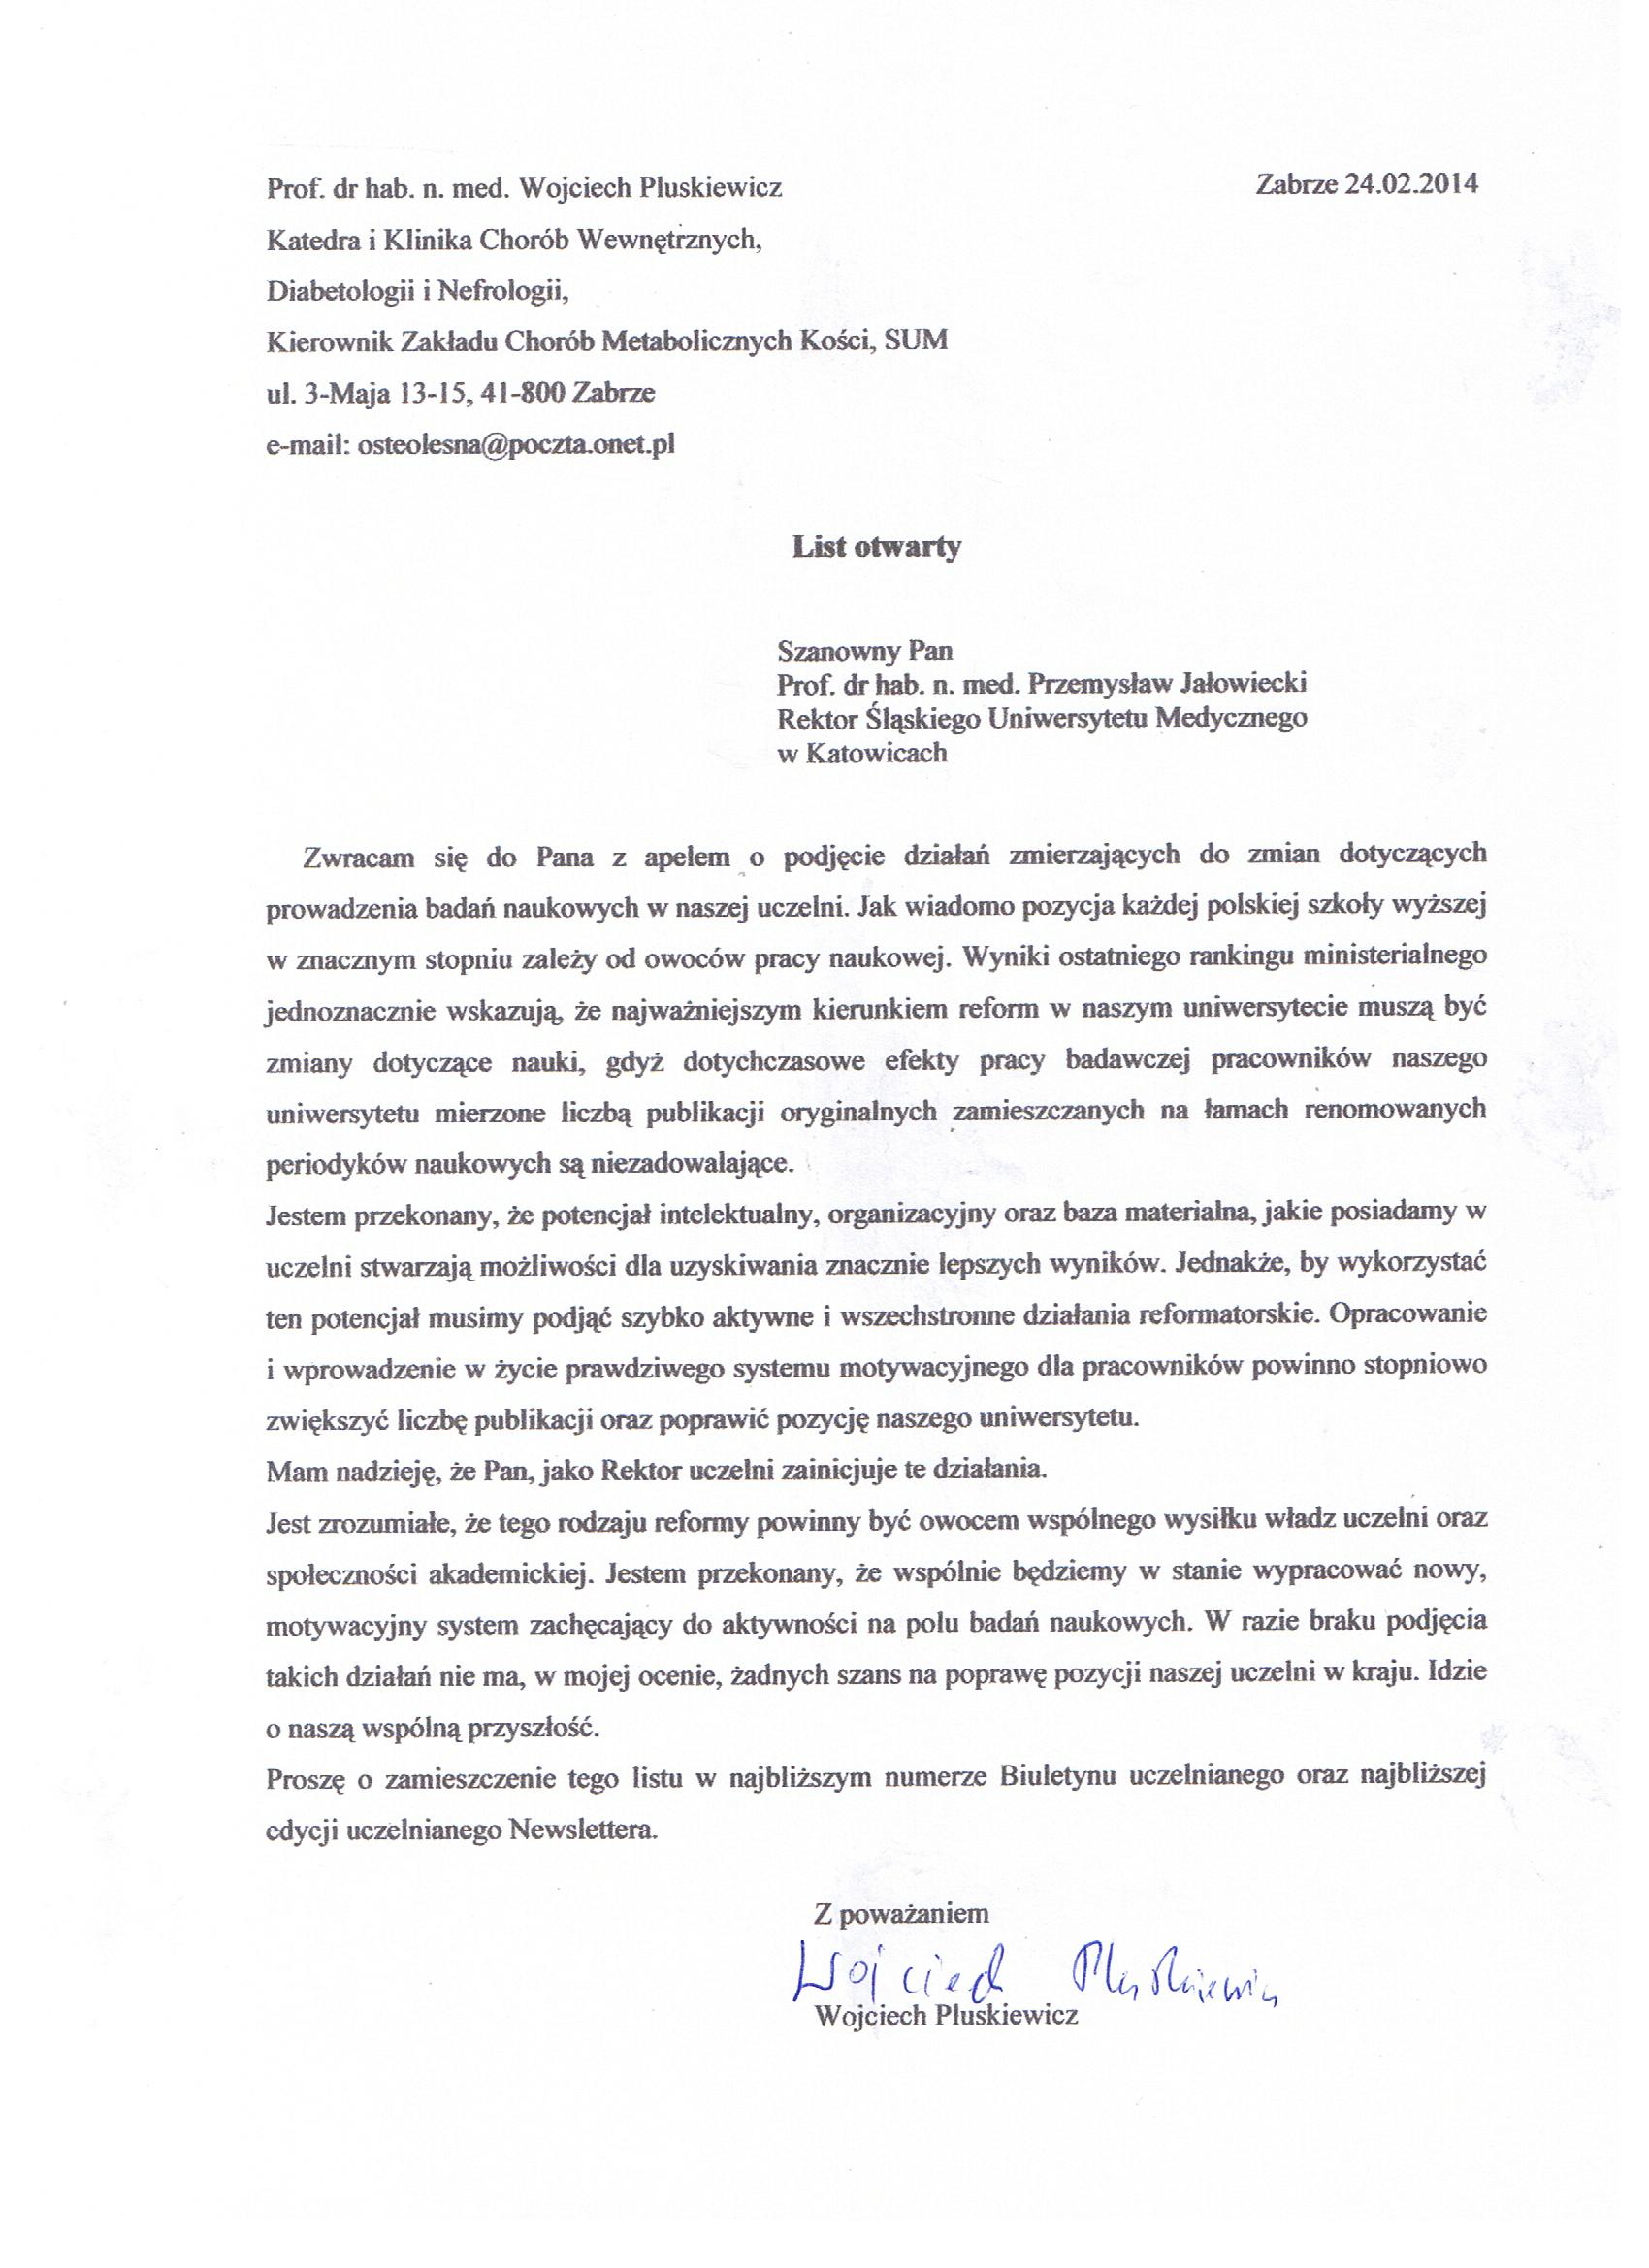 Prof. dr hab. n. med. Wojciech Pluskiewicz
Zabrze 24.02.2014
Katedra i Klinika Chorób Wewnętrznych,
Diabetologii i Nefrologii,
Kierownik Zakładu Chorób Metabolicznych Kości, SUM
ul. 3-Maja 13-15, 41-800 Zabrze
e-mail: osteolesna@poczta.onet.pl
List otwarty
Szanowny Pan
Prof. dr hab. n. med. Przemysław Jałowiecki
Rektor Śląskiego Uniwersytetu Medycznego
w Katowicach
Zwracam się do Pana z apelem o podjęcie działań zmierzających do zmian dotyczących
prowadzenia badań naukowych w naszej uczelni. Jak wiadomo pozycja każdej polskiej szkoły wyższej
w znacznym stopniu zależy od owoców pracy naukowej. Wyniki ostatniego rankingu ministerialnego
jednoznacznie wskazują, że najważniejszym kierunkiem reform w naszym uniwersytecie muszą być
zmiany dotyczące nauki, gdyż dotychczasowe efekty pracy badawczej pracowników naszego
uniwersytetu mierzone liczbą publikacji oryginalnych zamieszczanych na łamach renomowanych
periodyków naukowych są niezadowalające.
Jestem przekonany, że potencjał intelektualny, organizacyjny oraz baza materialna, jakie posiadamy w
uczelni stwarzają możliwości dla uzyskiwania znacznie lepszych wyników. Jednakże, by wykorzystać
ten potencjał musimy podjąć szybko aktywne i wszechstronne działania reformatorskie. Opracowanie
i wprowadzenie w życie prawdziwego systemu motywacyjnego dla pracowników powinno stopniowo
zwiększyć liczbę publikacji oraz poprawić pozycję naszego uniwersytetu.
Mam nadzieję, że Pan, jako Rektor uczelni zainicjuje te działania.
Jest zrozumiałe, że tego rodzaju reformy powinny być owocem wspólnego wysiłku władz uczelni oraz
społeczności akademickiej. Jestem przekonany, że wspólnie będziemy w stanie wypracować nowy,
motywacyjny system zachęcający do aktywności na polu badań naukowych. W razie braku podjęcia
takich działań nie ma, w mojej ocenie, żadnych szans na poprawę pozycji naszej uczelni w kraju. Idzie
o naszą wspólną przyszłość.
Proszę o zamieszczenie tego listu w najbliższym numerze Biuletynu uczelnianego oraz najbliższej
edycji uczelnianego Newslettera.
Z poważaniem
Wojciech Pluskiewicz
Wojciech Pluskiewicz